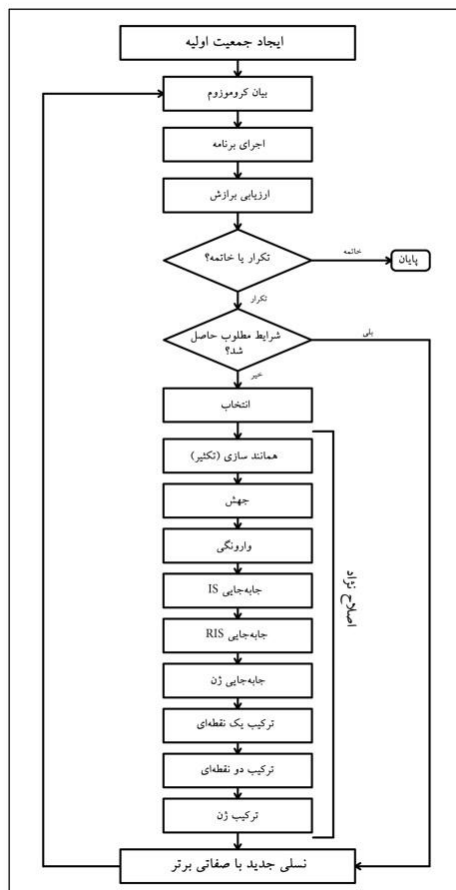 ایجاد جمعیت اولیه
بیان کروموزوم
اجرای برنامه
ارزیابی برازش
تکرار یا خاتمه؟
خاتمه
پایان
تکرار
شرایط مطلوب حاصل
شد؟
بلی
خیر
انتخاب
همانند سازی (تکثیر)
جهش
وارونگی
جابه‌جایی IS
جابه‌جایی RIS
جابه‌جایی ژن
ترکیب یک نقطه‌ای
ترکیب دو نقطه‌ای
ترکیب ژن
اصلاح نژاد
نسلی جدید با صفاتی برتر